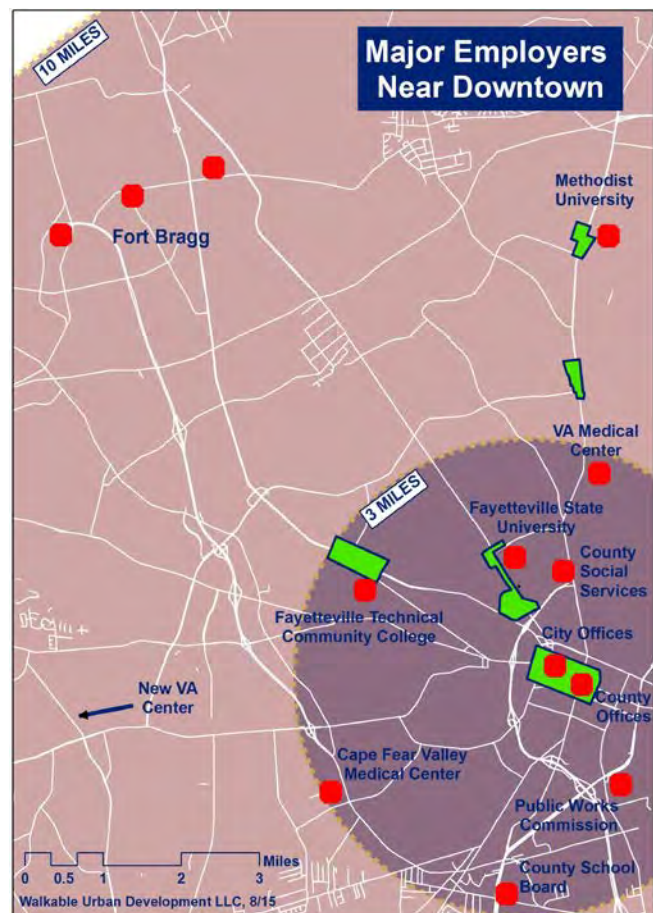 10 MILES
Major Employers
Near Downtown
Methodist
University
Fort Bragg
VA Medical
Center
3 MILES
Fayetteville State
University
County
Social
Services
Fayetteville Technical
Community College
City Offices
County
Offices
New VA
Center
Cape Fear Valley
Medical Center
Public Works
Commission
County School
Board
Miles
0 0.5 1 2 3
Walkable Urban Development LLC, 8/15